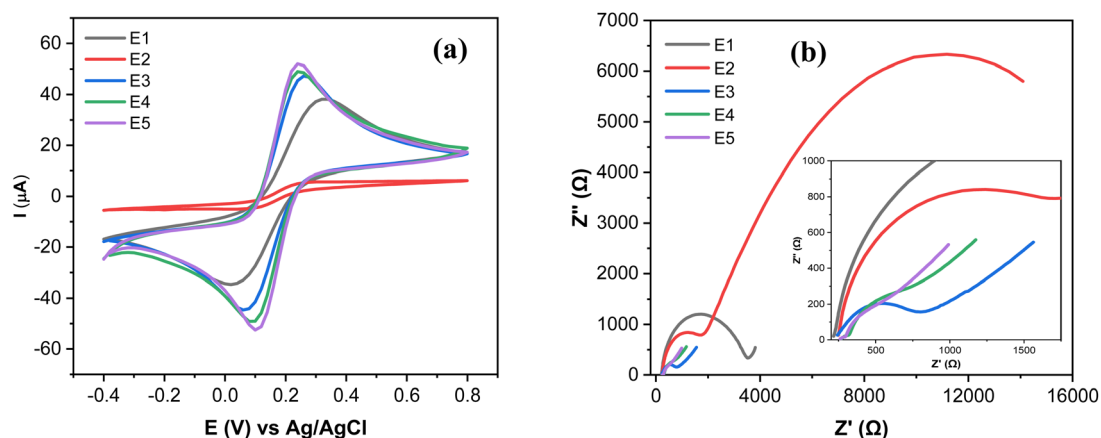 (a)
E1
E2
E3
E4
E5
I (μA)
60
40
20
0
-20
-40
-60
-0.4 -0.2 0.0 0.2 0.4 0.6 0.8
E (V) vs Ag/AgCl
(b)
E1
E2
E3
E4
E5
Z'' (Ω)
7000
6000
5000
4000
3000
2000
1000
0
0 4000 8000 12000 16000
Z' (Ω)
Z'' (Ω)
1000
800
600
400
200
0
500 1000 1500
Z' (Ω)